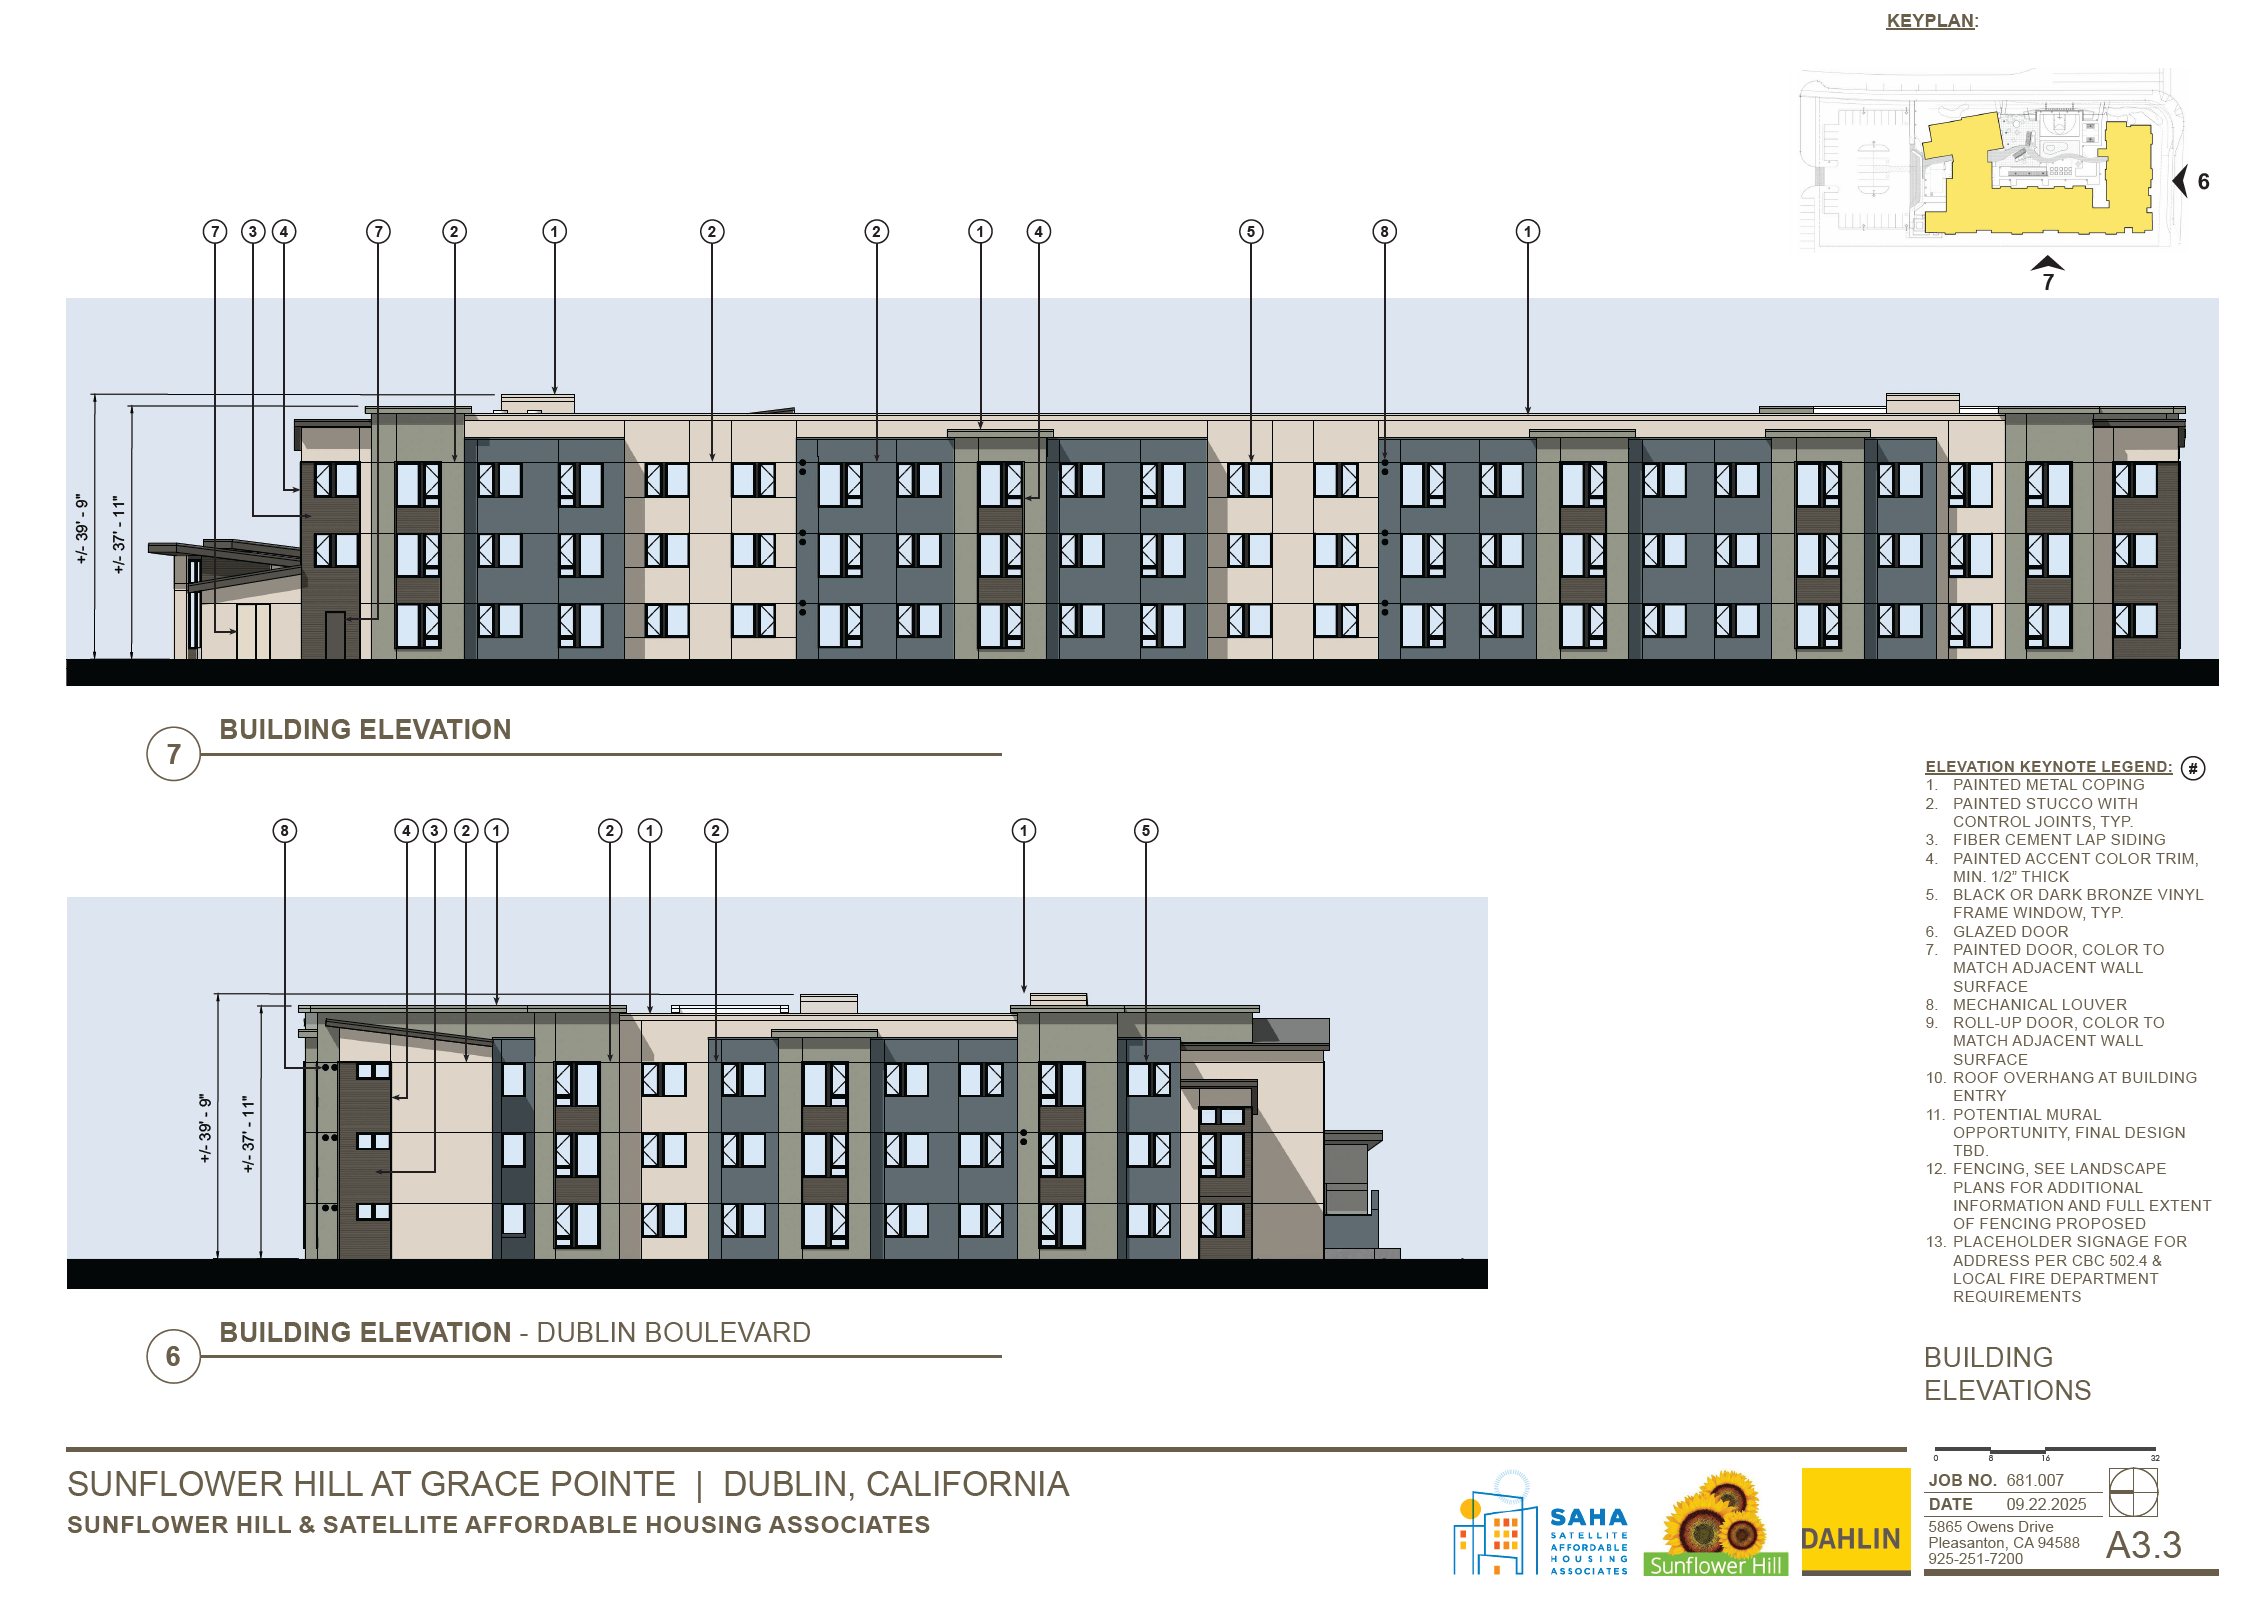 KEYPLAN:
6
7
7
3
4
7
2
1
2
2
1
4
5
8
1
+/- 39' - 9"
+/- 37' - 11"
7
BUILDING ELEVATION
8
4
3
2
1
2
1
2
1
5
+/- 39' - 9"
+/- 37' - 11"
6
BUILDING ELEVATION - DUBLIN BOULEVARD
ELEVATION KEYNOTE LEGEND: #
1. PAINTED METAL COPING
2. PAINTED STUCCO WITH
CONTROL JOINTS, TYP.
3. FIBER CEMENT LAP SIDING
4. PAINTED ACCENT COLOR TRIM,
MIN. 1/2” THICK
5. BLACK OR DARK BRONZE VINYL
FRAME WINDOW, TYP.
6. GLAZED DOOR
7. PAINTED DOOR, COLOR TO
MATCH ADJACENT WALL
SURFACE
8. MECHANICAL LOUVER
9. ROLL-UP DOOR, COLOR TO
MATCH ADJACENT WALL
SURFACE
10. ROOF OVERHANG AT BUILDING
ENTRY
11. POTENTIAL MURAL
OPPORTUNITY, FINAL DESIGN
TBD.
12. FENCING, SEE LANDSCAPE
PLANS FOR ADDITIONAL
INFORMATION AND FULL EXTENT
OF FENCING PROPOSED
13. PLACEHOLDER SIGNAGE FOR
ADDRESS PER CBC 502.4 &
LOCAL FIRE DEPARTMENT
REQUIREMENTS
BUILDING
ELEVATIONS
SUNFLOWER HILL AT GRACE POINTE | DUBLIN, CALIFORNIA
SUNFLOWER HILL & SATELLITE AFFORDABLE HOUSING ASSOCIATES
SAHA
SATELLITE
AFFORDABLE
HOUSING
ASSOCIATES
Sunflower Hill
DAHLIN
0 8 16 32
JOB NO. 681.007
DATE 09.22.2025
5865 Owens Drive
Pleasanton, CA 94588
925-251-7200
A3.3